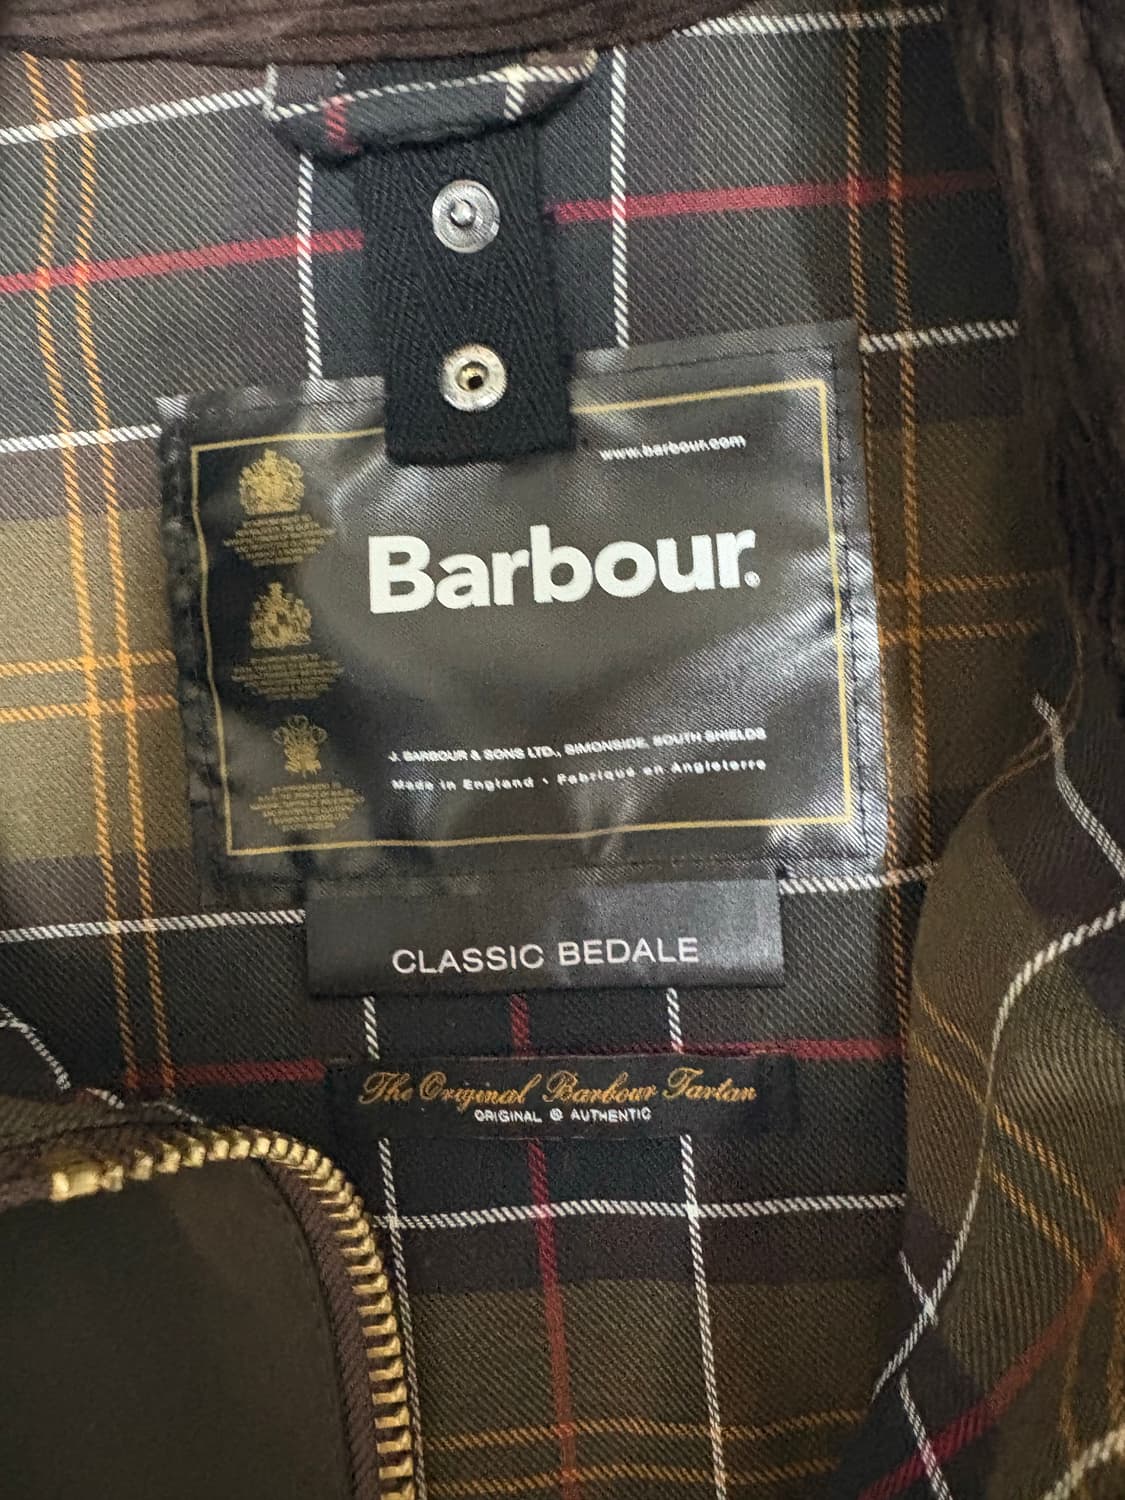 www.barbour.com
Barbour®
J. BARBOUR & SONS LTD., SIMONSIDE, SOUTH SHIELDS
Made in England • Fabriqué en Angleterre
CLASSIC BEDALE
The Original Barbour Tartan
ORIGINAL @ AUTHENTIC